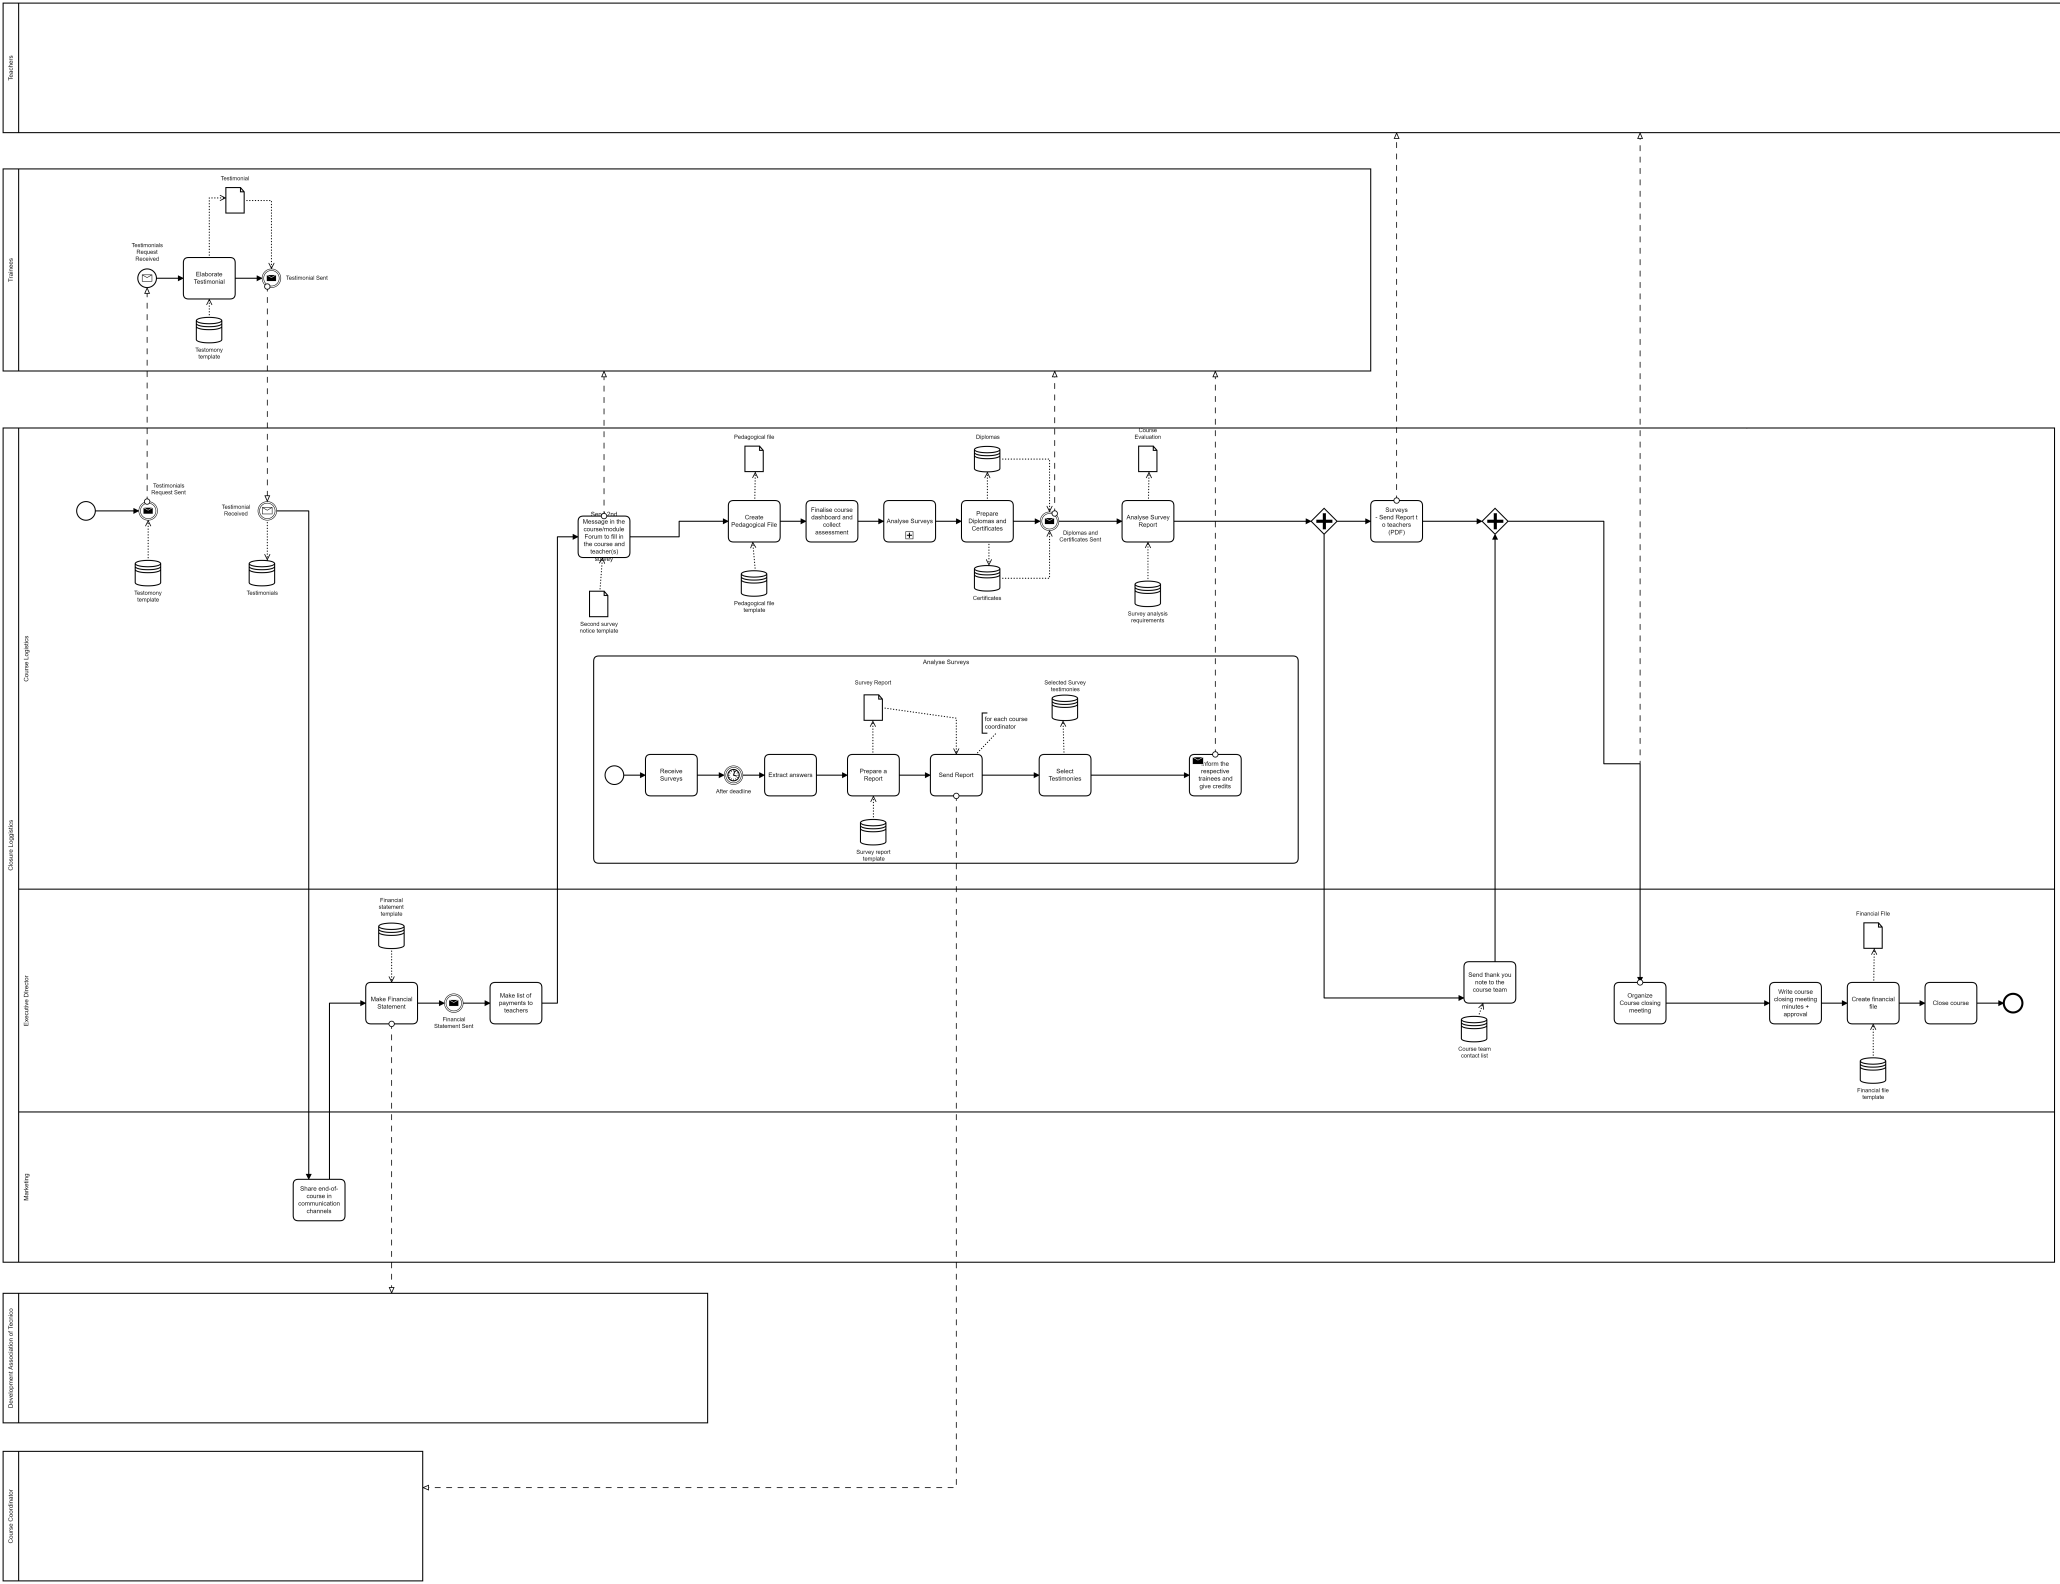 Teachers
Trainees
Testimonial
Testimonials
Request
Received
Elaborate
Testimonial
Testimonial Sent
Testomony
template
Closure Loggistics
Course Logistics
Testimonials
Request Sent
Testomony
template
Testimonial
Received
Testimonials
Send 2nd
Message in the
course/module
Forum to fill in
the course and
teacher(s)
survey
Second survey
notice template
Pedagogical file
Create
Pedagogical File
Pedagogical file
template
Finalise course
dashboard and
collect
assessment
Analyse Surveys
Diplomas
Prepare
Diplomas and
Certificates
Certificates
Diplomas and
Certificates Sent
Course
Evaluation
Analyse Survey
Report
Survey analysis
requirements
Surveys
- Send Report t
o teachers
(PDF)
Analyse Surveys
Receive
Surveys
After deadline
Extract answers
Survey Report
Prepare a
Report
Survey report
template
Send Report
for each course
coordinator
Selected Survey
testimonies
Select
Testimonies
Inform the
respective
trainees and
give credits
Executive Director
Financial
statement
template
Make Financial
Statement
Financial
Statement Sent
Make list of
payments to
teachers
Send thank you
note to the
course team
Course team
contact list
Organize
Course closing
meeting
Write course
closing meeting
minutes +
approval
Financial FIle
Create financial
file
Financial file
template
Close course
Marketing
Share end-of-
course in
communication
channels
Development Association of Tecnico
Course Coordinator